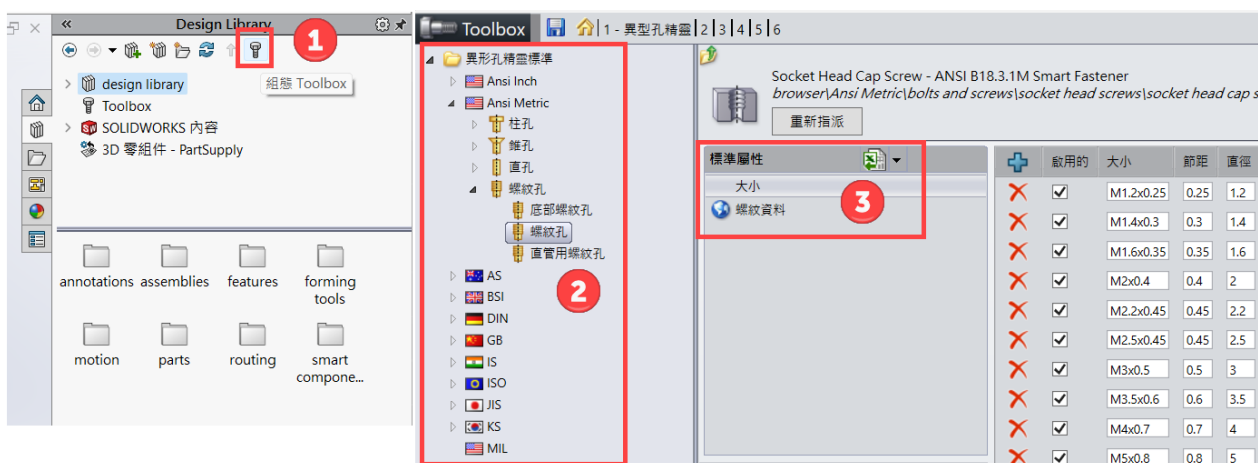 Design Library
1
組態 Toolbox
design library
Toolbox
SOLIDWORKS 內容
3D 零組件 - PartSupply
annotations assemblies features forming tools
motion parts routing smart compone...
Toolbox 1 - 異型孔精靈 2 3 4 5 6
異形孔精靈標準
Ansi Inch
Ansi Metric
柱孔
錐孔
直孔
螺紋孔
底部螺紋孔
螺紋孔
直管用螺紋孔
AS
BSI
DIN
GB
IS
ISO
JIS
KS
MIL
2
Socket Head Cap Screw - ANSI B18.3.1M Smart Fastener
browser\Ansi Metric\bolts and screws\socket head screws\socket head cap s
重新指派
標準屬性
大小
螺紋資料
3
啟用的 大小 節距 直徑
M1.2x0.25 0.25 1.2
M1.4x0.3 0.3 1.4
M1.6x0.35 0.35 1.6
M2x0.4 0.4 2
M2.2x0.45 0.45 2.2
M2.5x0.45 0.45 2.5
M3x0.5 0.5 3
M3.5x0.6 0.6 3.5
M4x0.7 0.7 4
M5x0.8 0.8 5